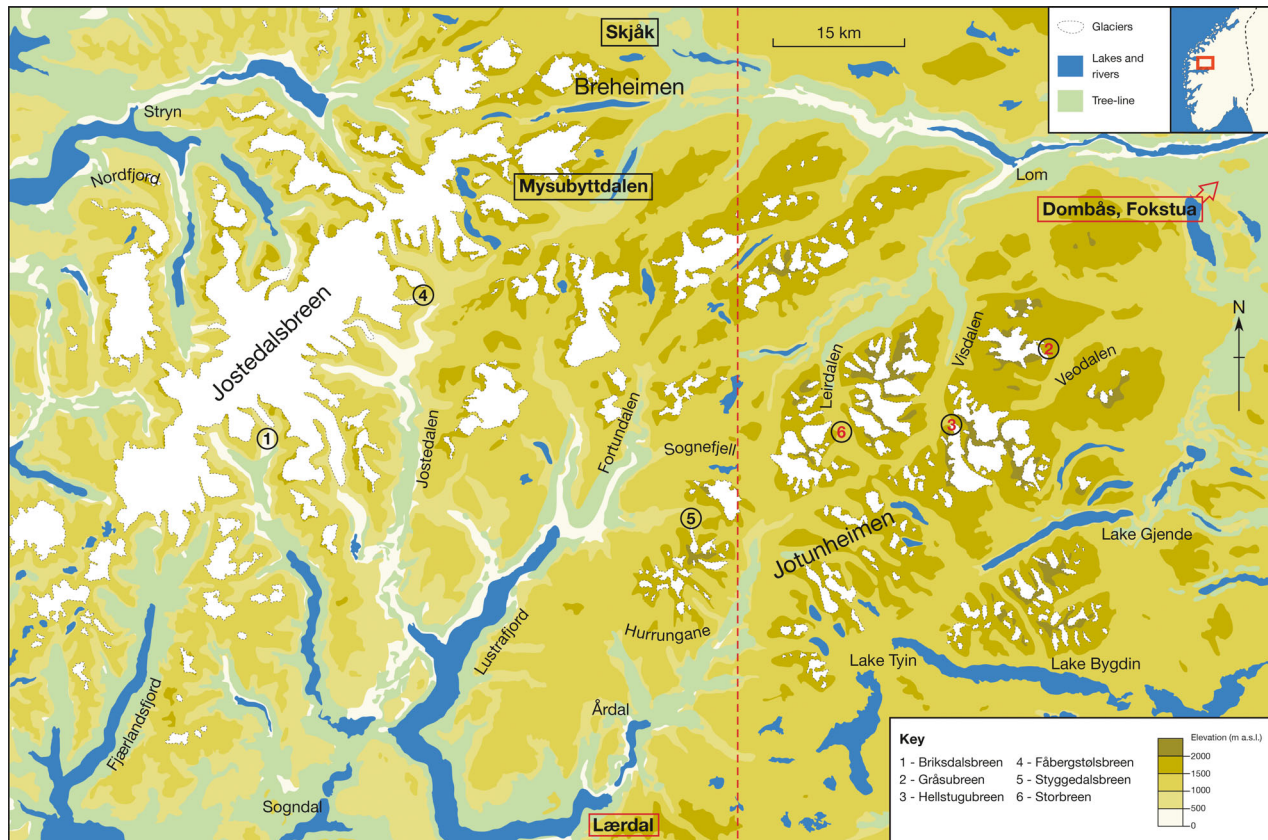 Skjåk
15 km
Glaciers
Lakes and
rivers
Tree-line
Breheimen
Stryn
Nordfjord
Mysubyttdalen
Lom
Dombås, Fokstua
N
4
Jostedalsbreen
Visdalen
2
Veodalen
Leirdalen
1
Jostedalen
Fortundalen
6
3
Sognefjell
5
Jotunheimen
Lake Gjende
Lustrafjord
Hurrungane
Lake Tyin
Lake Bygdin
Fjærlandsfjord
Årdal
Sogndal
Lærdal
Key
1 - Briksdalsbreen
2 - Gråsubreen
3 - Hellstugubreen
4 - Fåbergstølsbreen
5 - Styggedalsbreen
6 - Storbreen
Elevation (m a.s.l.)
2000
1500
1000
500
0